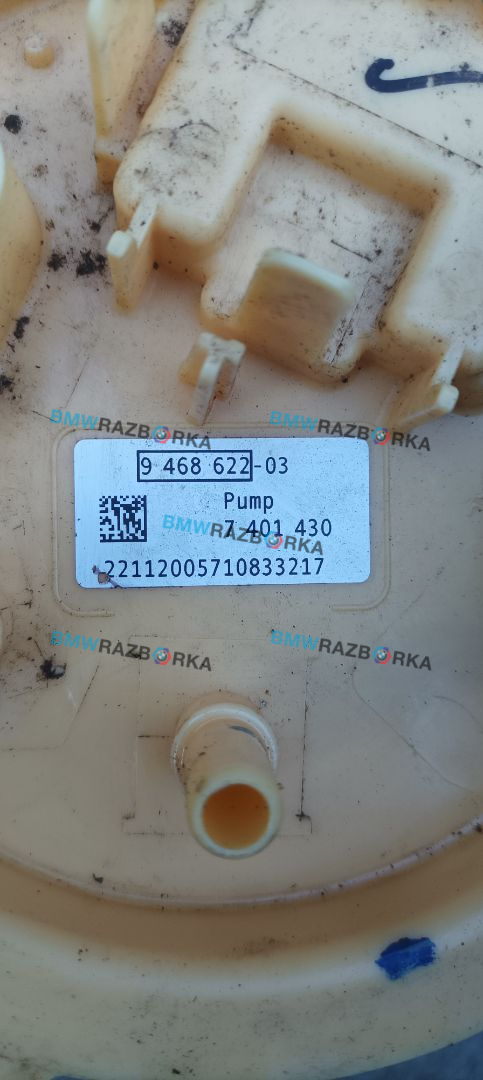 BMWRAZBORKA BMWRAZBORKA
9 468 622-03
Pump
BMWRAZBORKA
7 401 430
22112005710833217
BMWRAZBORKA BMWRAZBORKA